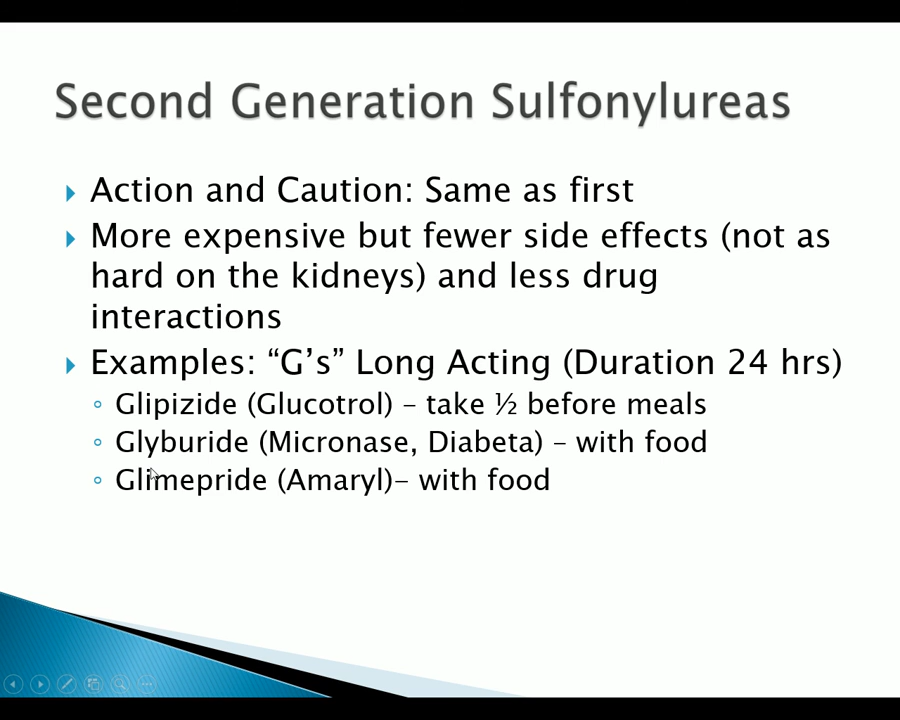 Second Generation Sulfonylureas
Action and Caution: Same as first
More expensive but fewer side effects (not as
hard on the kidneys) and less drug
interactions
Examples: “G’s” Long Acting (Duration 24 hrs)
Glipizide (Glucotrol) – take ½ before meals
Glyburide (Micronase, Diabeta) – with food
Glimepride (Amaryl)– with food